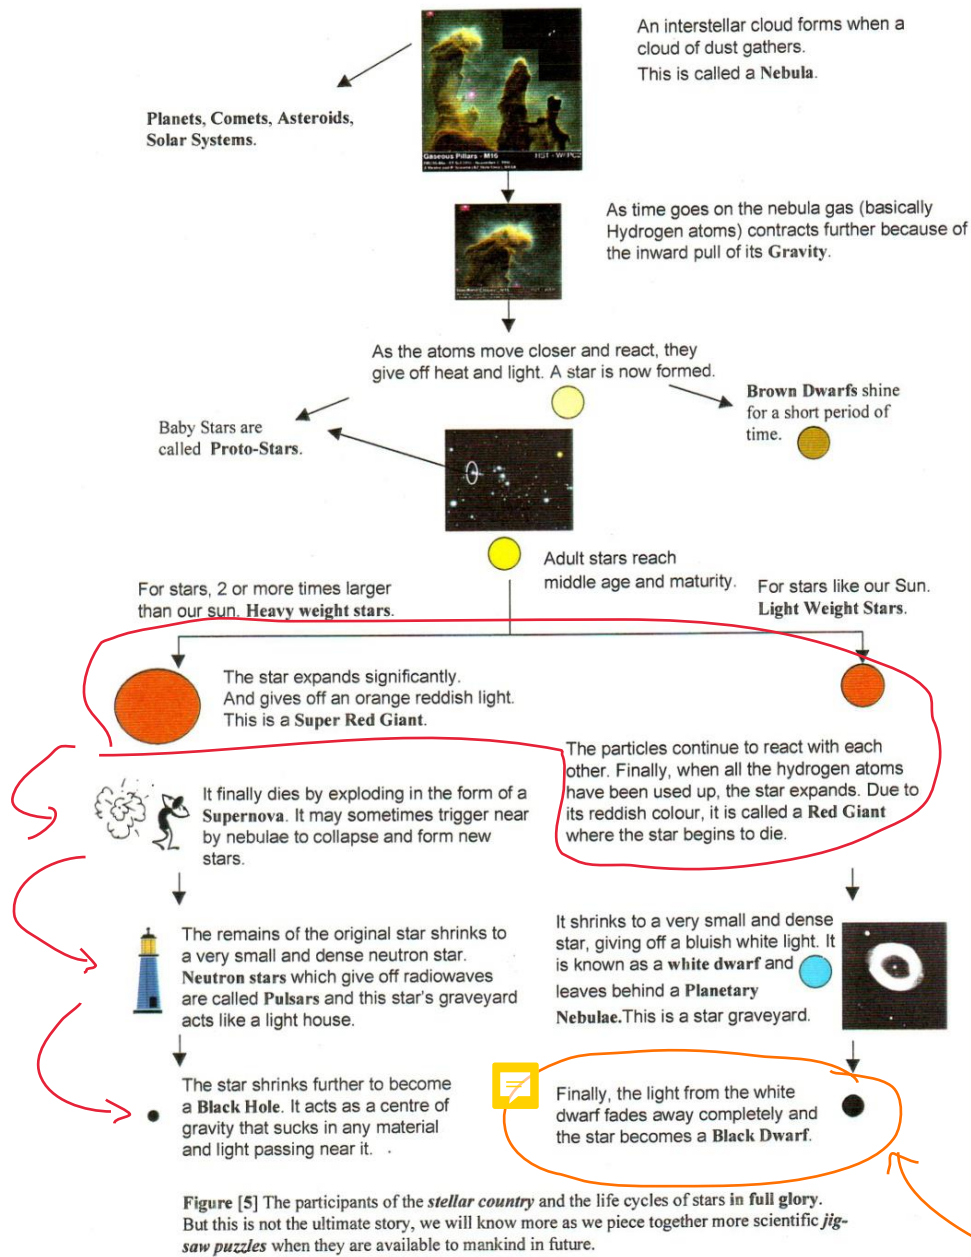 An interstellar cloud forms when a
cloud of dust gathers.
This is called a Nebula.
Planets, Comets, Asteroids,
Solar Systems.
Gaseous Pillars - M16
HST - WFPC2
As time goes on the nebula gas (basically
Hydrogen atoms) contracts further because of
the inward pull of its Gravity.
As the atoms move closer and react, they
give off heat and light. A star is now formed.
Brown Dwarfs shine
for a short period of
time.
Baby Stars are
called Proto-Stars.
Adult stars reach
middle age and maturity.
For stars, 2 or more times larger
than our sun. Heavy weight stars.
For stars like our Sun.
Light Weight Stars.
The star expands significantly.
And gives off an orange reddish light.
This is a Super Red Giant.
The particles continue to react with each
other. Finally, when all the hydrogen atoms
have been used up, the star expands. Due to
its reddish colour, it is called a Red Giant
where the star begins to die.
It finally dies by exploding in the form of a
Supernova. It may sometimes trigger near
by nebulae to collapse and form new
stars.
The remains of the original star shrinks to
a very small and dense neutron star.
Neutron stars which give off radiowaves
are called Pulsars and this star's graveyard
acts like a light house.
It shrinks to a very small and dense
star, giving off a bluish white light. It
is known as a white dwarf and
leaves behind a Planetary
Nebulae.This is a star graveyard.
The star shrinks further to become
a Black Hole. It acts as a centre of
gravity that sucks in any material
and light passing near it. .
Finally, the light from the white
dwarf fades away completely and
the star becomes a Black Dwarf.
Figure [5] The participants of the stellar country and the life cycles of stars in full glory.
But this is not the ultimate story, we will know more as we piece together more scientific jig-
saw puzzles when they are available to mankind in future.